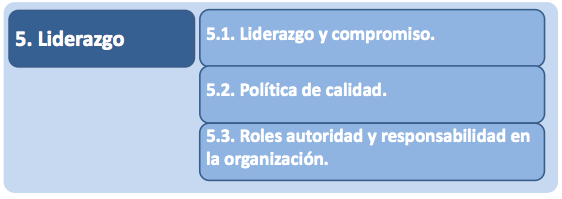 5. Liderazgo
5.1. Liderazgo y compromiso.
5.2. Política de calidad.
5.3. Roles autoridad y responsabilidad en
la organización.